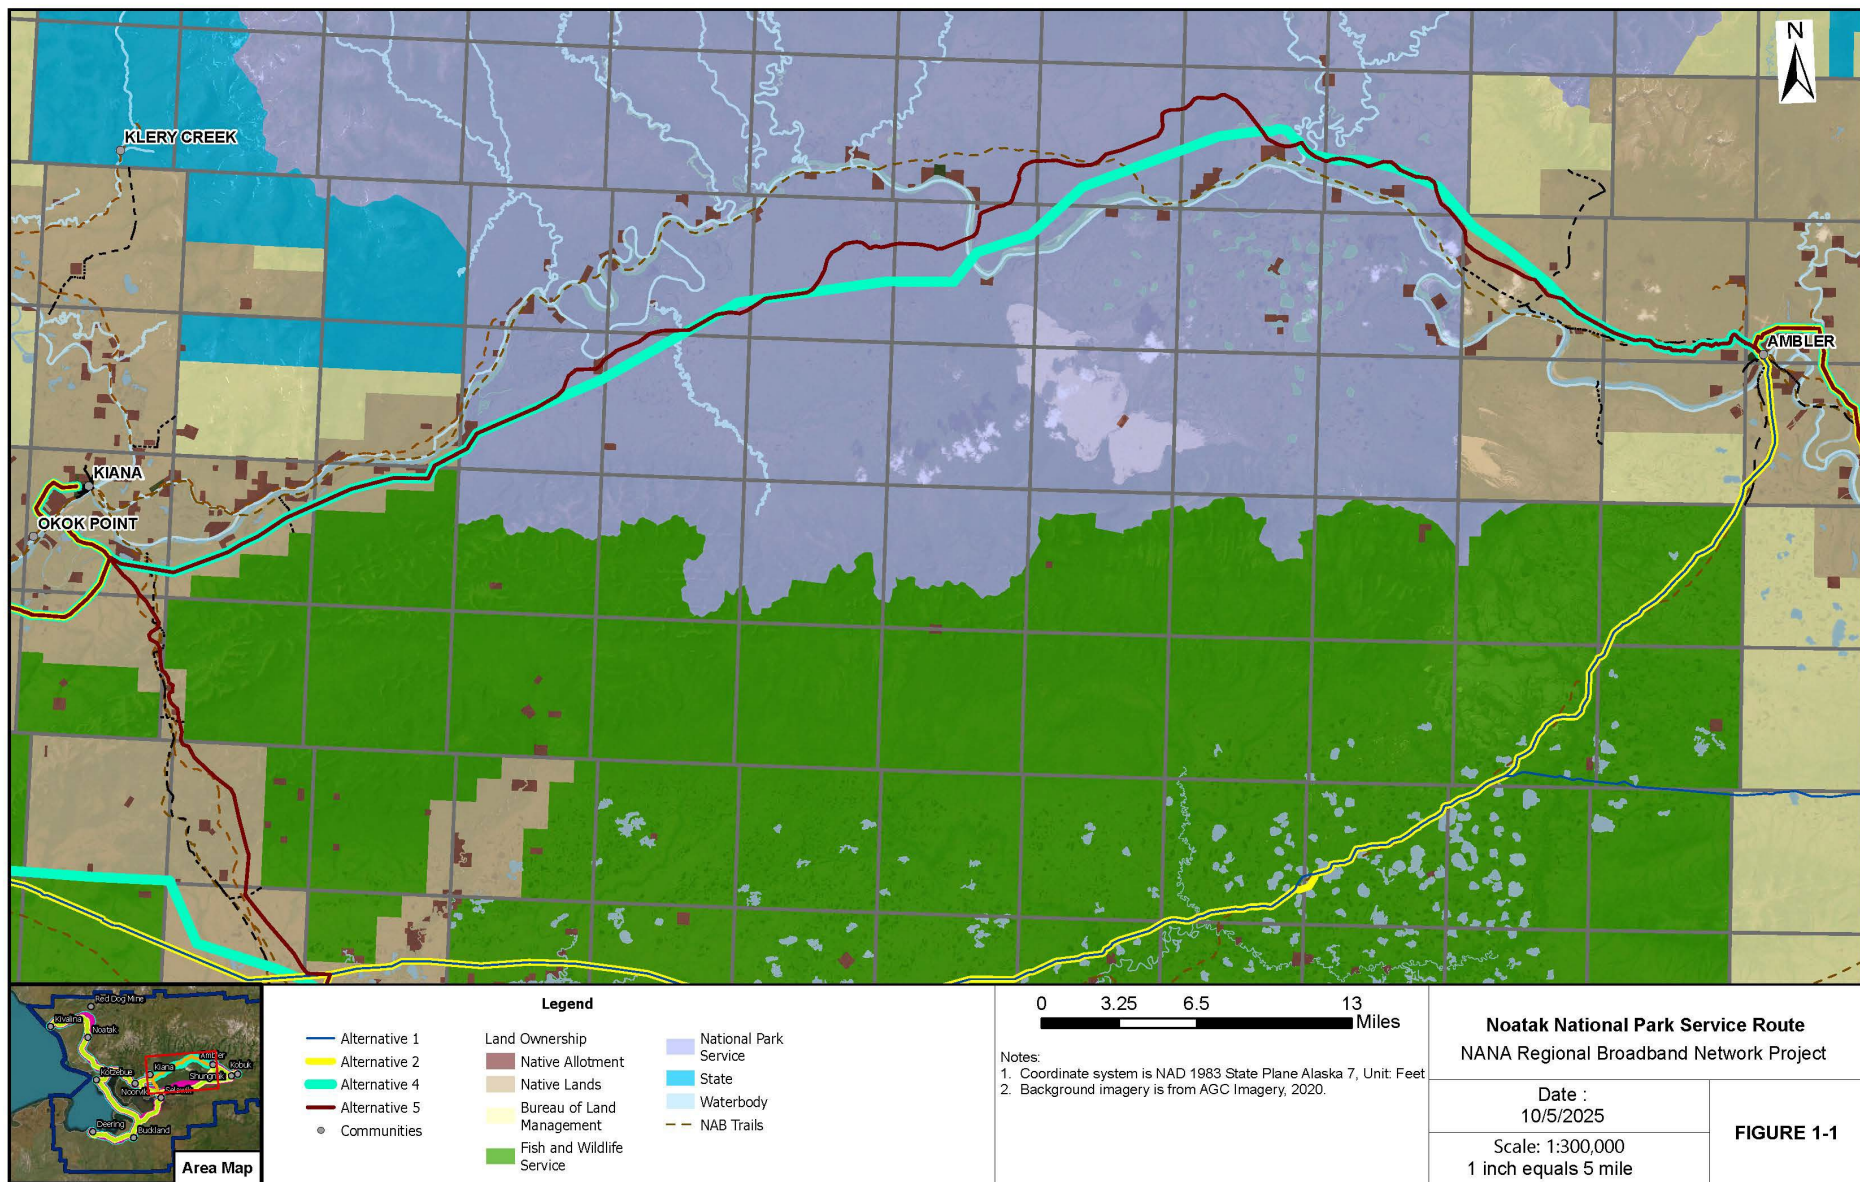 N
KLERY CREEK
AMBLER
KIANA
OKOK POINT
Red Dog Mine
Kivalina
Noatak
Kotzebue
Kiana
Ambler
Kobuk
Shungnak
Deering
Buckland
Area Map
Legend
Alternative 1
Alternative 2
Alternative 4
Alternative 5
Communities
Land Ownership
Native Allotment
Native Lands
Bureau of Land
Management
Fish and Wildlife
Service
National Park
Service
State
Waterbody
NAB Trails
0 3.25 6.5 13
Miles
Notes:
1. Coordinate system is NAD 1983 State Plane Alaska 7, Unit: Feet
2. Background imagery is from AGC Imagery, 2020.
Noatak National Park Service Route
NANA Regional Broadband Network Project
Date :
10/5/2025
Scale: 1:300,000
1 inch equals 5 mile
FIGURE 1-1